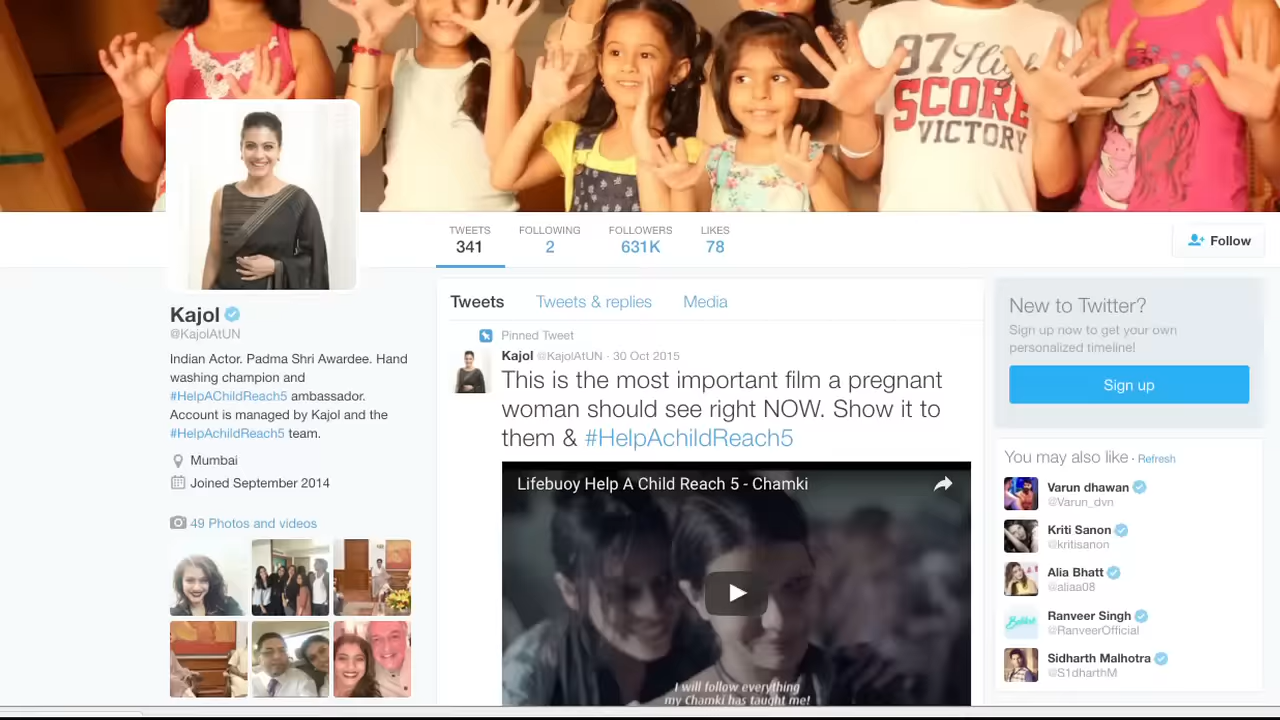 97 High
SCORE
VICTORY
TWEETS
341
FOLLOWING
2
FOLLOWERS
631K
LIKES
78
Follow
Kajol
@KajolAtUN
Indian Actor. Padma Shri Awardee. Hand
washing champion and
#HelpAChildReach5 ambassador.
Account is managed by Kajol and the
#HelpAchildReach5 team.
Mumbai
Joined September 2014
49 Photos and videos
Tweets
Tweets & replies
Media
Pinned Tweet
Kajol @KajolAtUN - 30 Oct 2015
This is the most important film a pregnant
woman should see right NOW. Show it to
them & #HelpAchildReach5
Lifebuoy Help A Child Reach 5 - Chamki
I will follow everything
my Chamki has taught me!
New to Twitter?
Sign up now to get your own
personalized timeline!
Sign up
You may also like · Refresh
Varun dhawan
@Varun_dvn
Kriti Sanon
@kritisanon
Alia Bhatt
@aliaa08
Ranveer Singh
@RanveerOfficial
Sidharth Malhotra
@S1dharthM